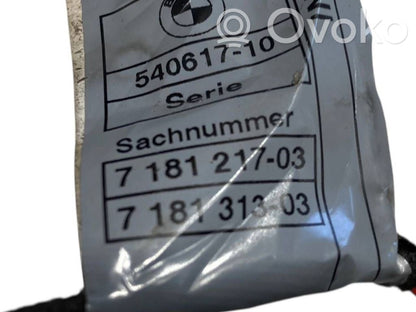 Ovoko
540617-10
Serie
Sachnummer
7 181 217-03
7 181 313-03